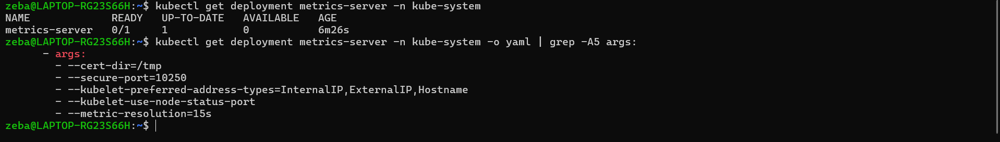 zeba@LAPTOP-RG23S66H:~$ kubectl get deployment metrics-server -n kube-system
NAME             READY   UP-TO-DATE   AVAILABLE   AGE
metrics-server   0/1     1            0           6m26s
zeba@LAPTOP-RG23S66H:~$ kubectl get deployment metrics-server -n kube-system -o yaml | grep -A5 args:
      - args:
        - --cert-dir=/tmp
        - --secure-port=10250
        - --kubelet-preferred-address-types=InternalIP,ExternalIP,Hostname
        - --kubelet-use-node-status-port
        - --metric-resolution=15s
zeba@LAPTOP-RG23S66H:~$